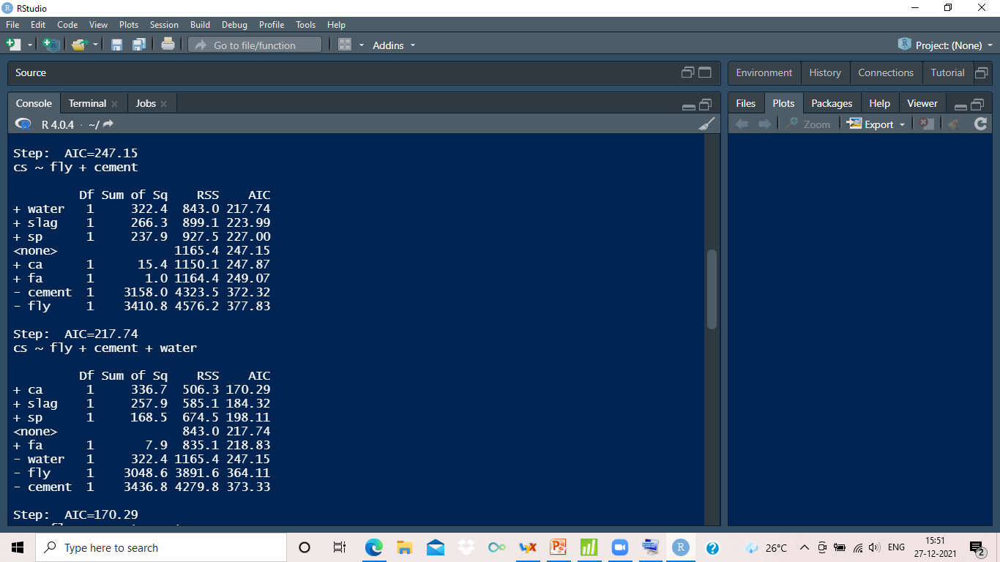 RStudio
File Edit Code View Plots Session Build Debug Profile Tools Help
Go to file/function Addins Project: (None)
Source
Environment History Connections Tutorial
Console Terminal Jobs
Files Plots Packages Help Viewer
R 4.0.4 · ~/
Zoom Export
Step:  AIC=247.15
cs ~ fly + cement
         Df Sum of Sq    RSS    AIC
+ water   1     322.4  843.0 217.74
+ slag    1     266.3  899.1 223.99
+ sp      1     237.9  927.5 227.00
<none>                1165.4 247.15
+ ca      1      15.4 1150.1 247.87
+ fa      1       1.0 1164.4 249.07
- cement  1    3158.0 4323.5 372.32
- fly     1    3410.8 4576.2 377.83
Step:  AIC=217.74
cs ~ fly + cement + water
         Df Sum of Sq    RSS    AIC
+ ca      1     336.7  506.3 170.29
+ slag    1     257.9  585.1 184.32
+ sp      1     168.5  674.5 198.11
<none>                 843.0 217.74
+ fa      1       7.9  835.1 218.83
- water   1     322.4 1165.4 247.15
- fly     1    3048.6 3891.6 364.11
- cement  1    3436.8 4279.8 373.33
Step:  AIC=170.29
Type here to search
26°C ENG 15:51
27-12-2021 2